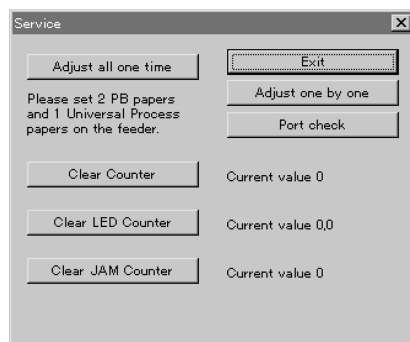 Service
Adjust all one time
Exit
Please set 2 PB papers
and 1 Universal Process
papers on the feeder.
Adjust one by one
Port check
Clear Counter
Current value 0
Clear LED Counter
Current value 0,0
Clear JAM Counter
Current value 0